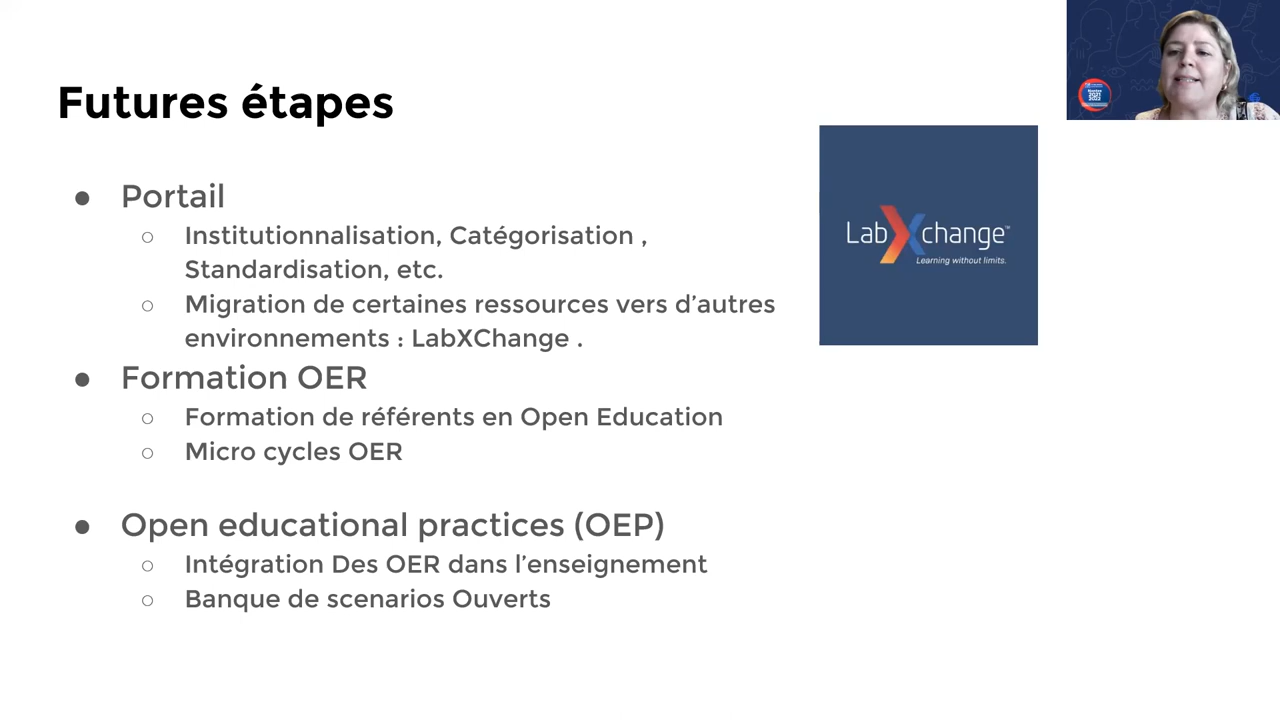 Futures étapes
● Portail
○ Institutionnalisation, Catégorisation ,
Standardisation, etc.
○ Migration de certaines ressources vers d’autres
environnements : LabXChange .
● Formation OER
○ Formation de référents en Open Education
○ Micro cycles OER
● Open educational practices (OEP)
○ Intégration Des OER dans l’enseignement
○ Banque de scenarios Ouverts
LabXchange™
Learning without limits.